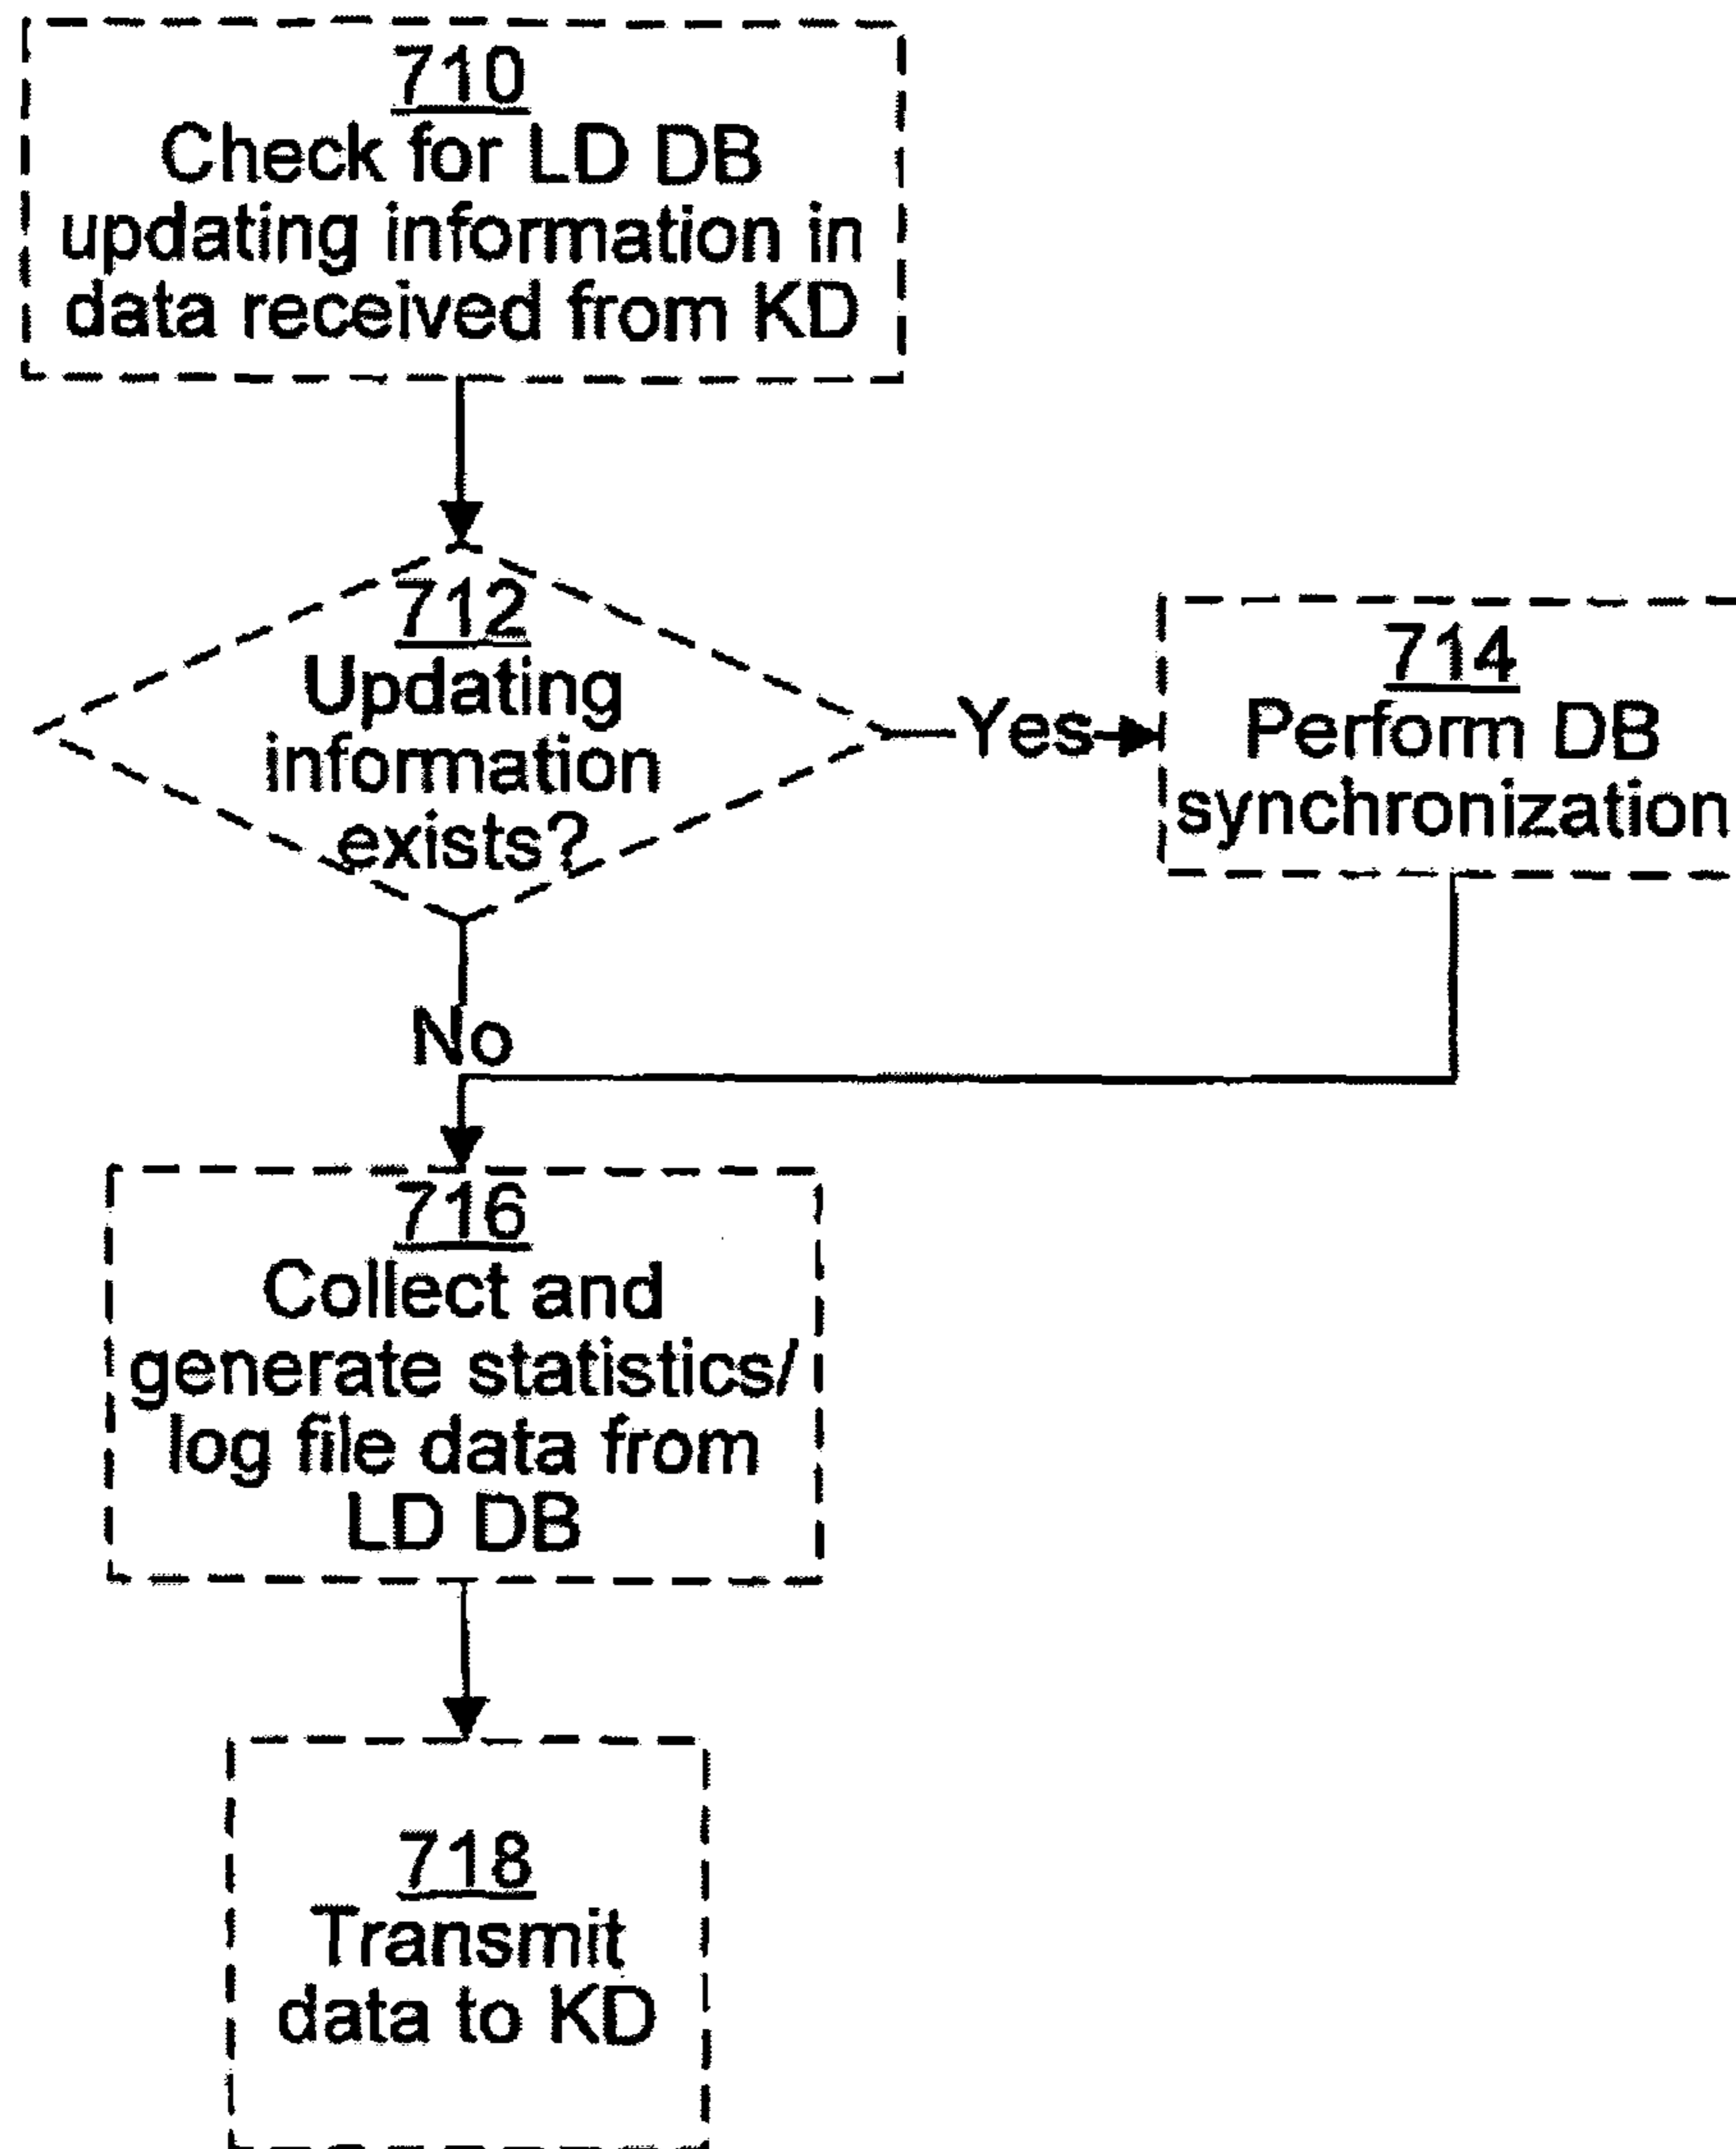 710
Check for LD DB
updating information in
data received from KD
712
Updating
information
exists?
Yes
714
Perform DB
synchronization
No
716
Collect and
generate statistics/
log file data from
LD DB
718
Transmit
data to KD